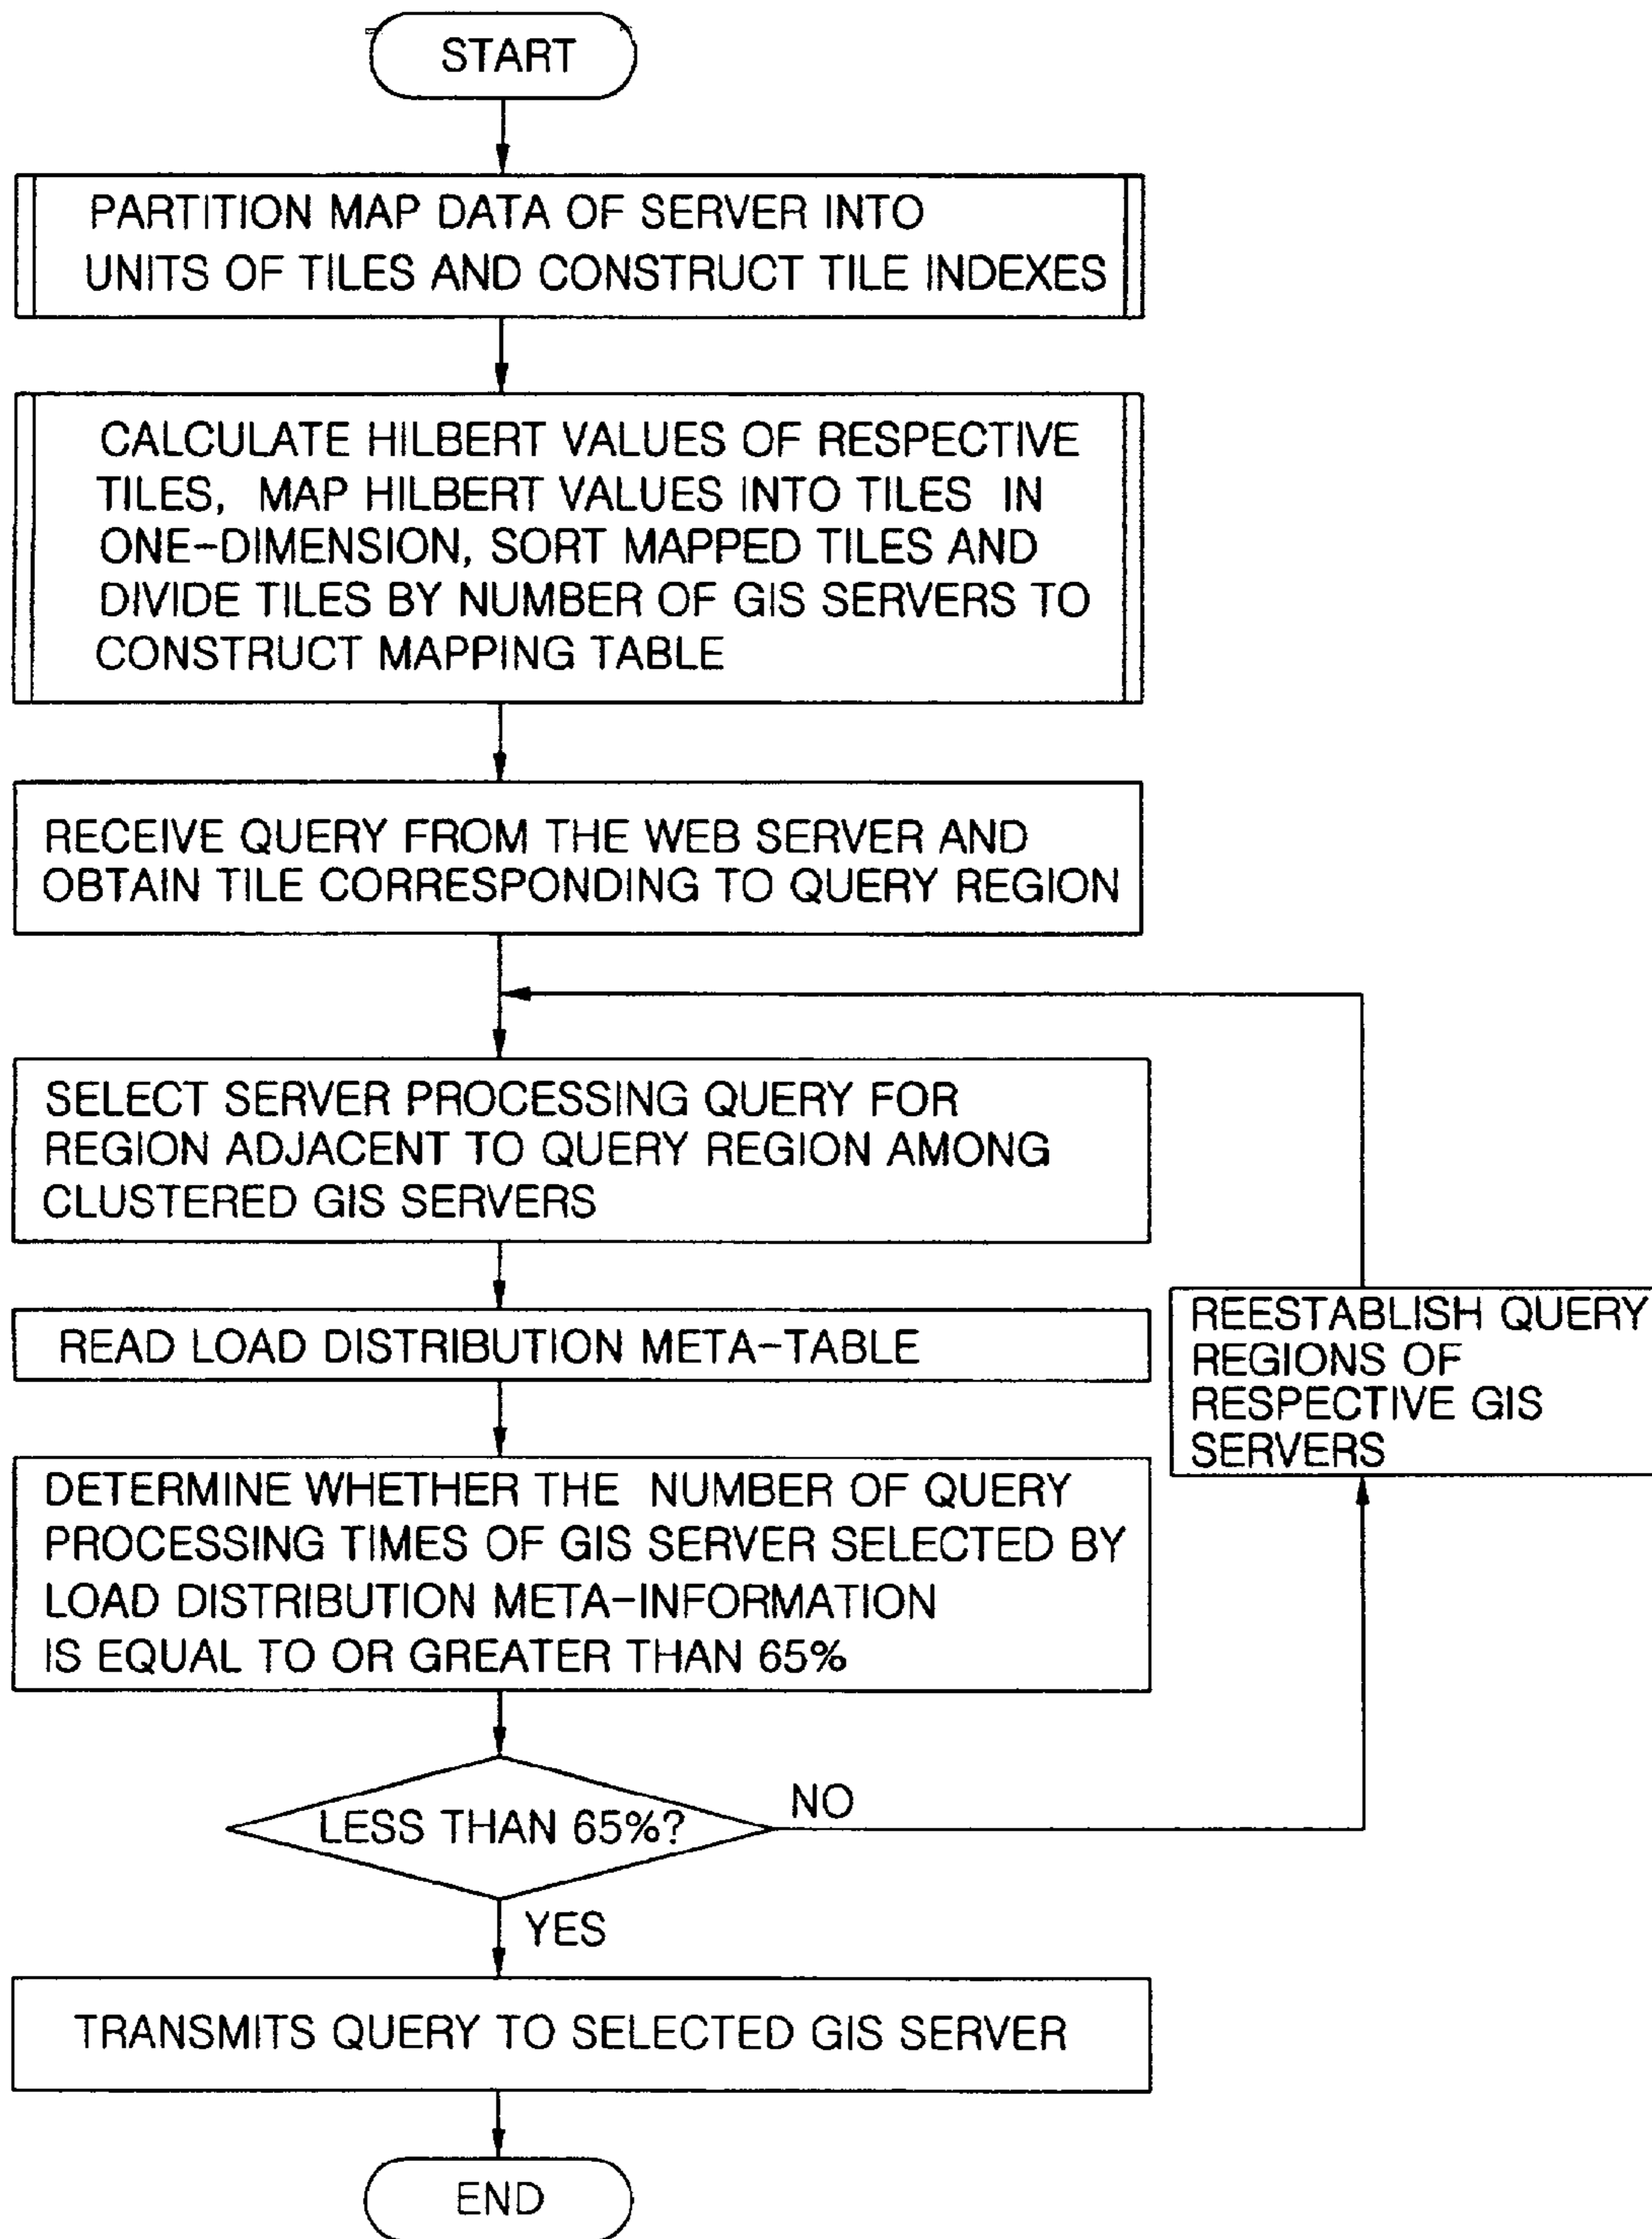 START
PARTITION MAP DATA OF SERVER INTO
UNITS OF TILES AND CONSTRUCT TILE INDEXES
CALCULATE HILBERT VALUES OF RESPECTIVE
TILES, MAP HILBERT VALUES INTO TILES IN
ONE-DIMENSION, SORT MAPPED TILES AND
DIVIDE TILES BY NUMBER OF GIS SERVERS TO
CONSTRUCT MAPPING TABLE
RECEIVE QUERY FROM THE WEB SERVER AND
OBTAIN TILE CORRESPONDING TO QUERY REGION
SELECT SERVER PROCESSING QUERY FOR
REGION ADJACENT TO QUERY REGION AMONG
CLUSTERED GIS SERVERS
READ LOAD DISTRIBUTION META-TABLE
REESTABLISH QUERY
REGIONS OF
RESPECTIVE GIS
SERVERS
DETERMINE WHETHER THE NUMBER OF QUERY
PROCESSING TIMES OF GIS SERVER SELECTED BY
LOAD DISTRIBUTION META-INFORMATION
IS EQUAL TO OR GREATER THAN 65%
LESS THAN 65%?
NO
YES
TRANSMITS QUERY TO SELECTED GIS SERVER
END